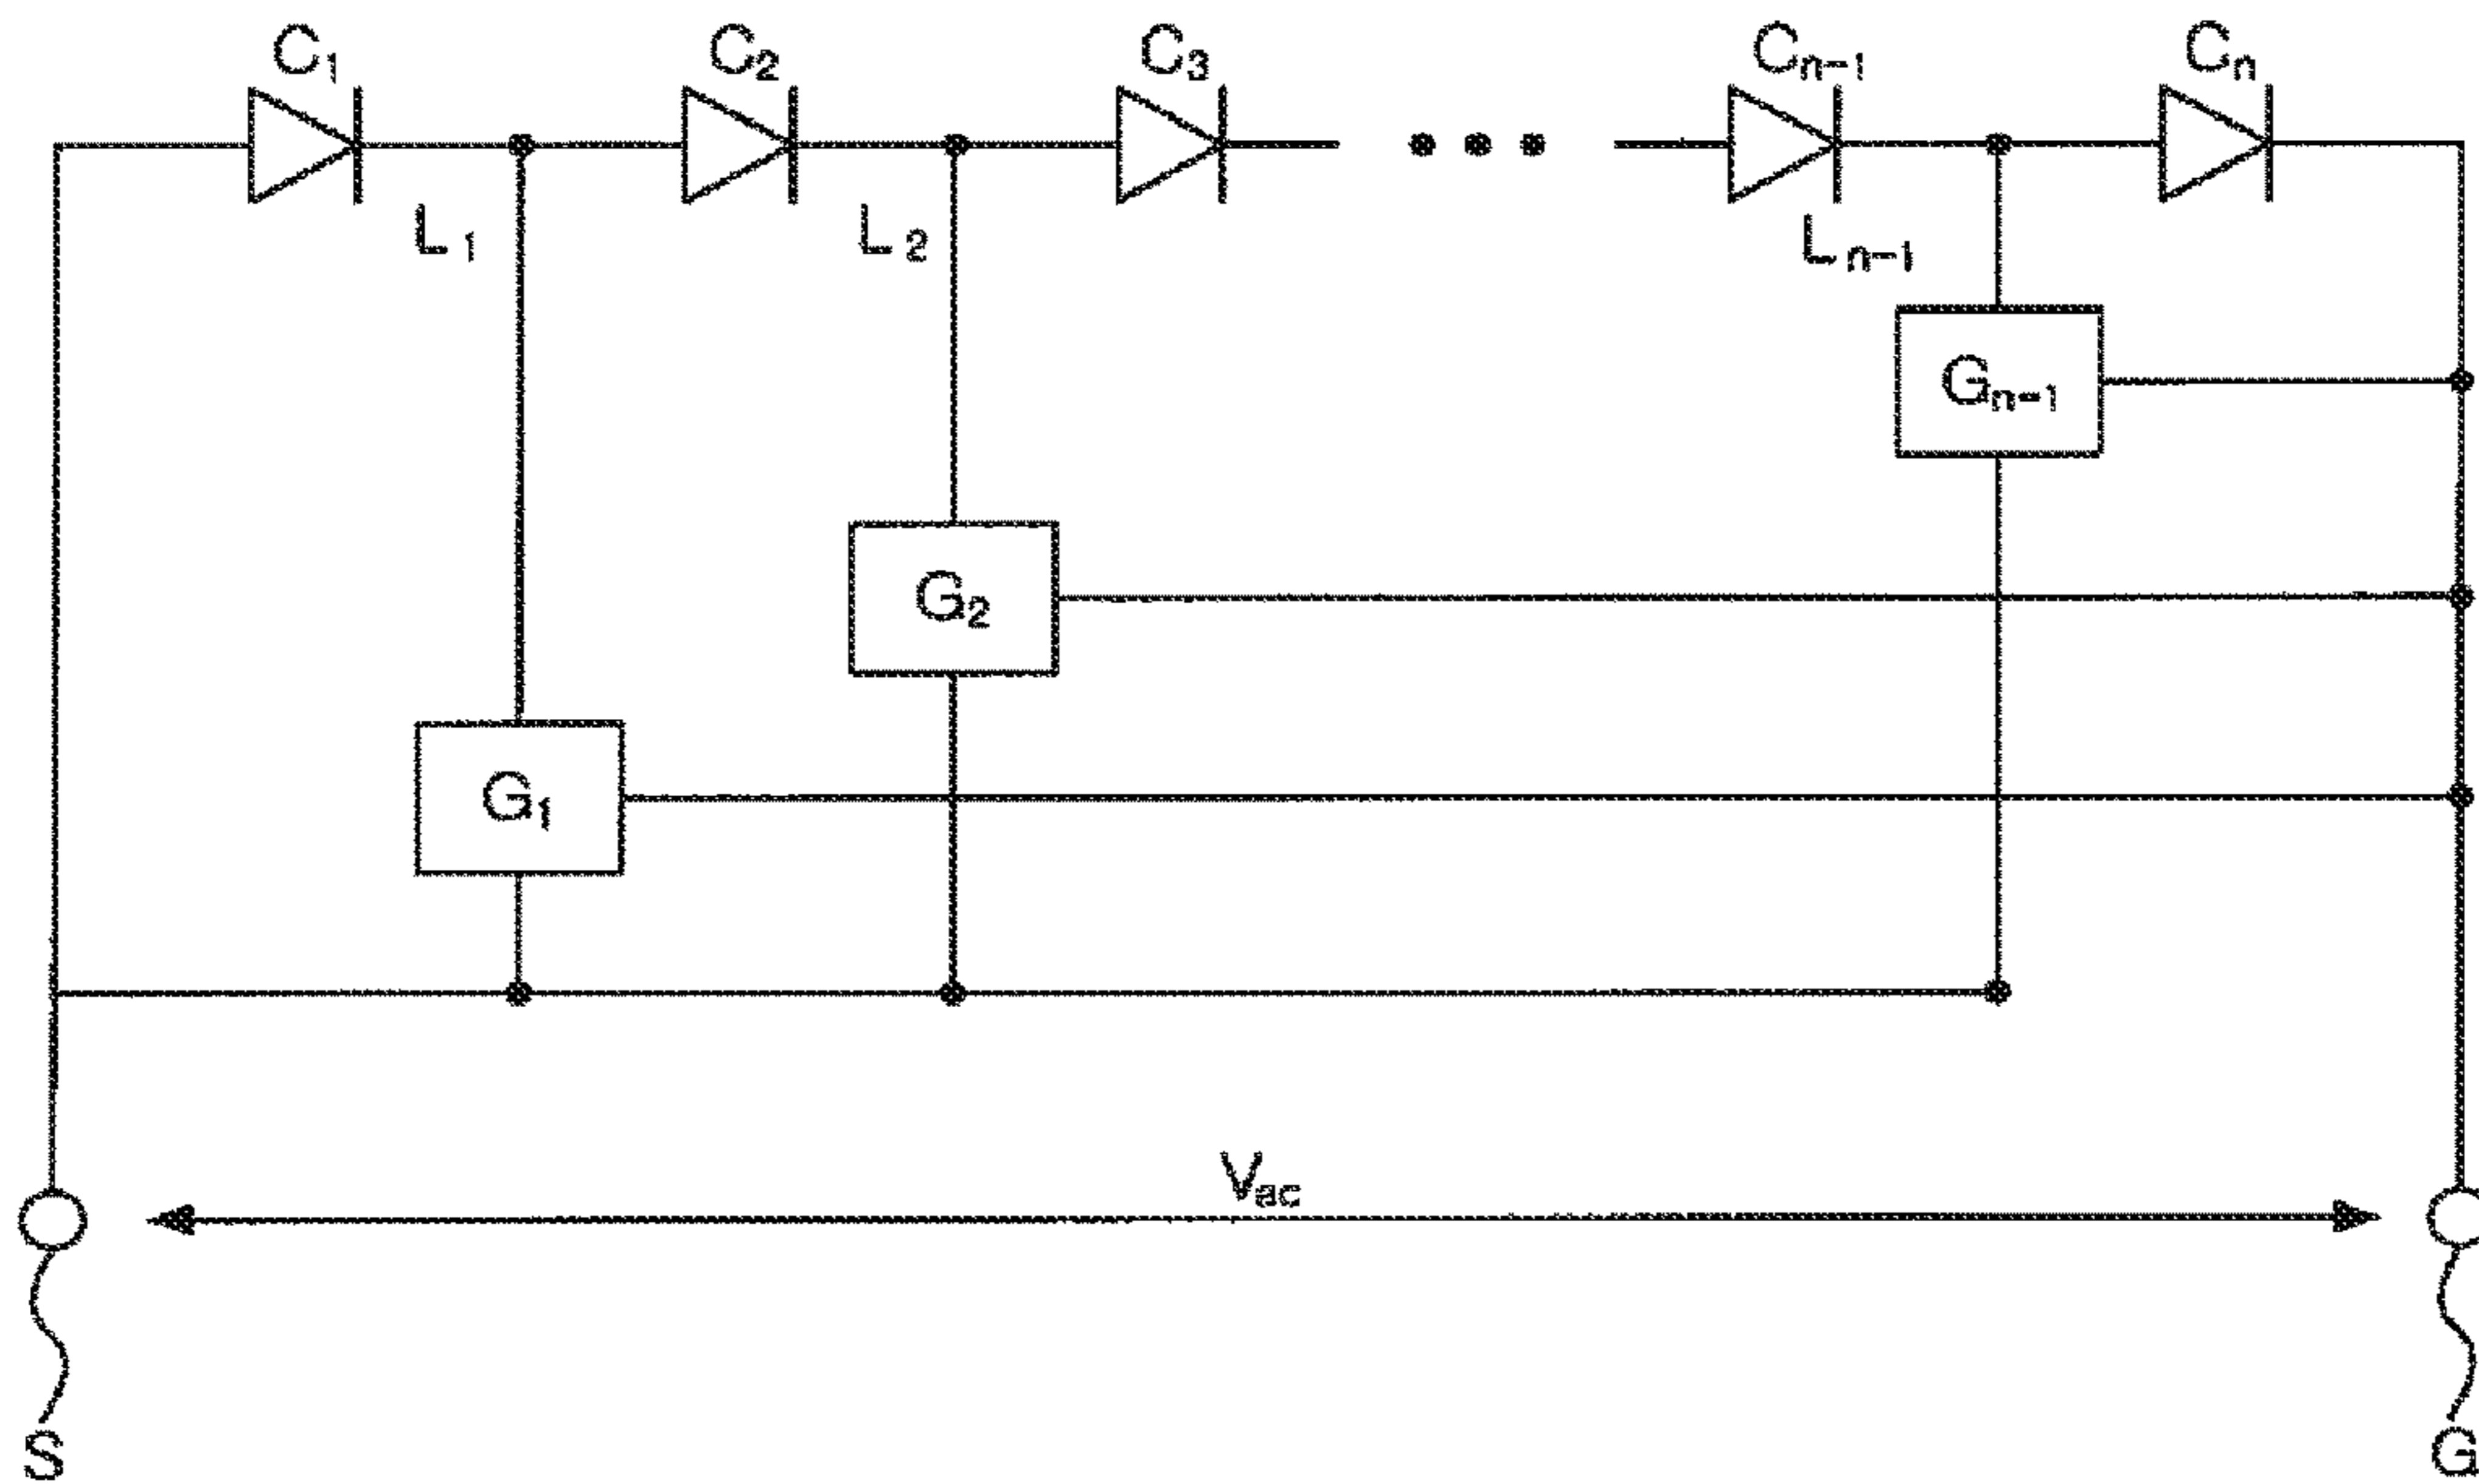 C₁ C₂ C₃ Cₙ₋₁ Cₙ
L₁ L₂ Lₙ₋₁
Gₙ₋₁
G₂
G₁
Vac
S G